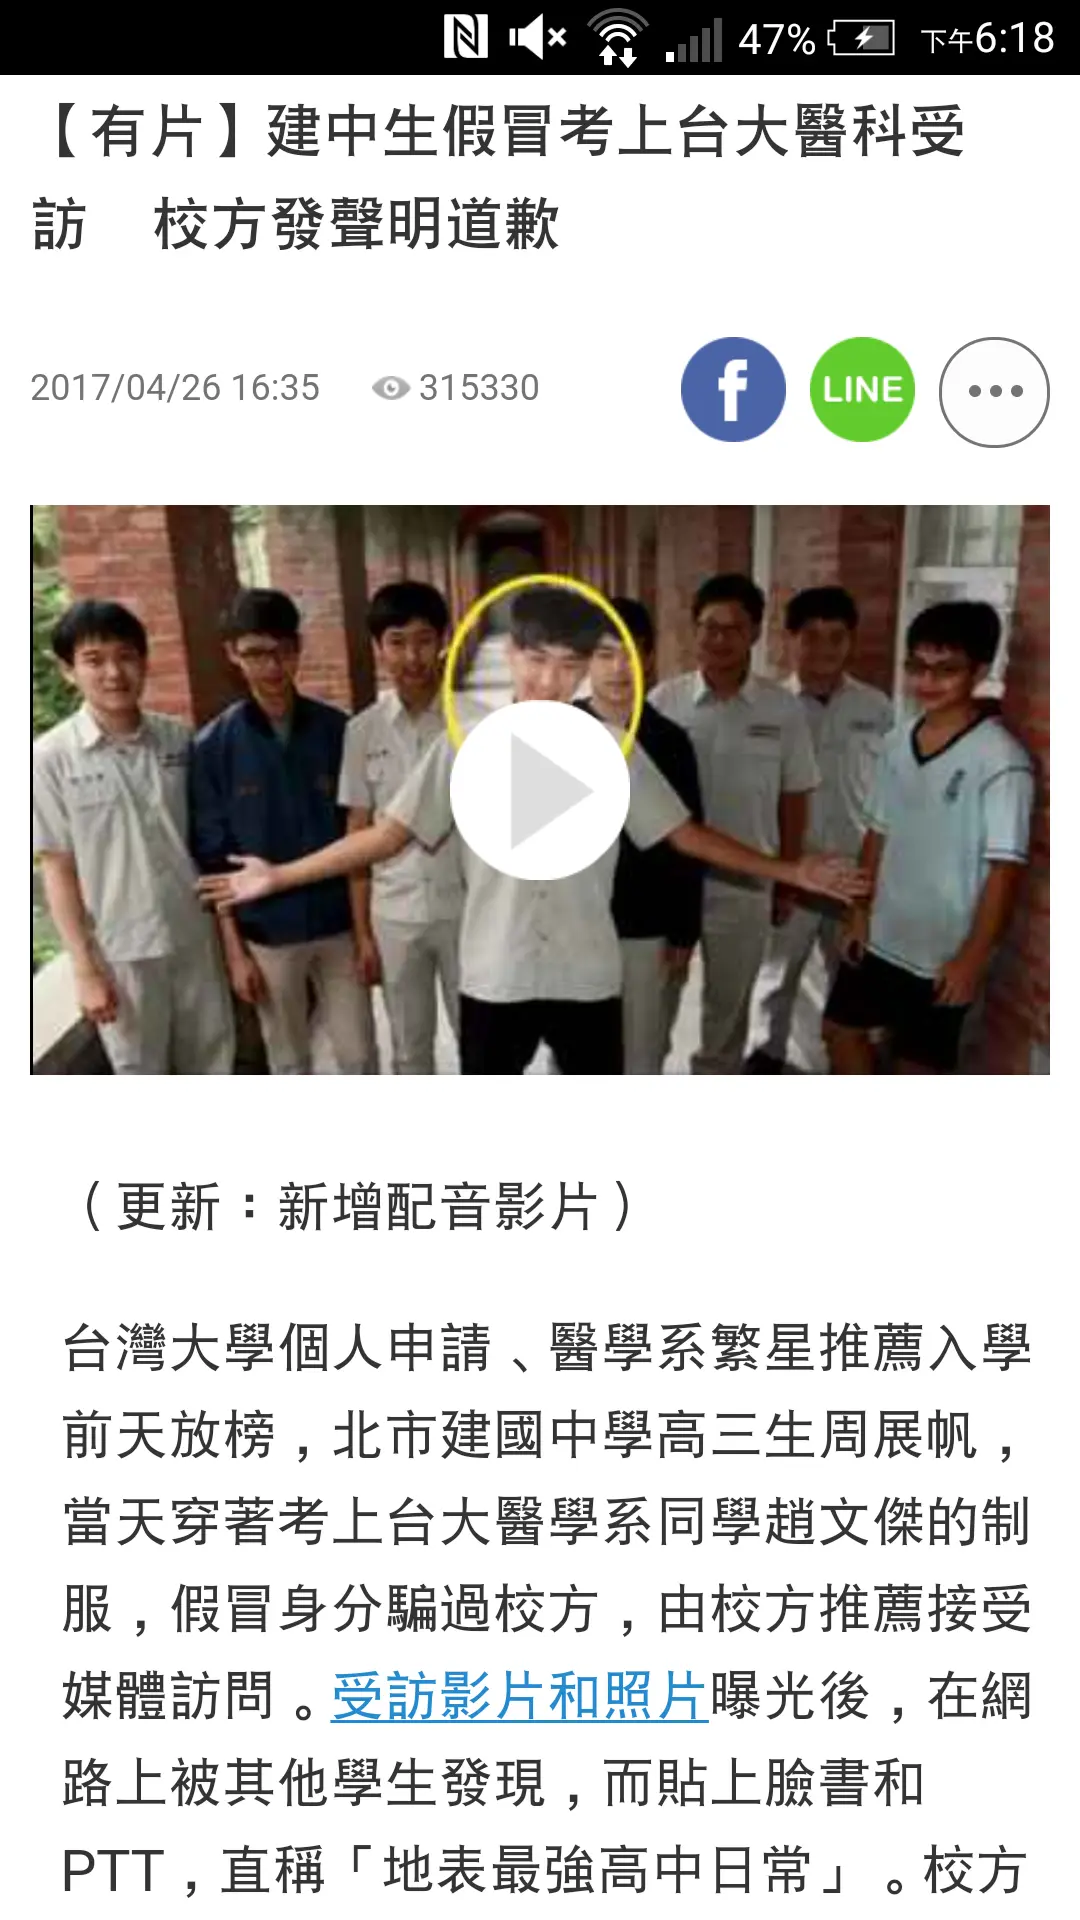 47% 下午6:18
【有片】建中生假冒考上台大醫科受
訪　校方發聲明道歉
2017/04/26 16:35 315330
f LINE
（更新：新增配音影片）
台灣大學個人申請、醫學系繁星推薦入學
前天放榜，北市建國中學高三生周展帆，
當天穿著考上台大醫學系同學趙文傑的制
服，假冒身分騙過校方，由校方推薦接受
媒體訪問。受訪影片和照片曝光後，在網
路上被其他學生發現，而貼上臉書和
PTT，直稱「地表最強高中日常」。校方